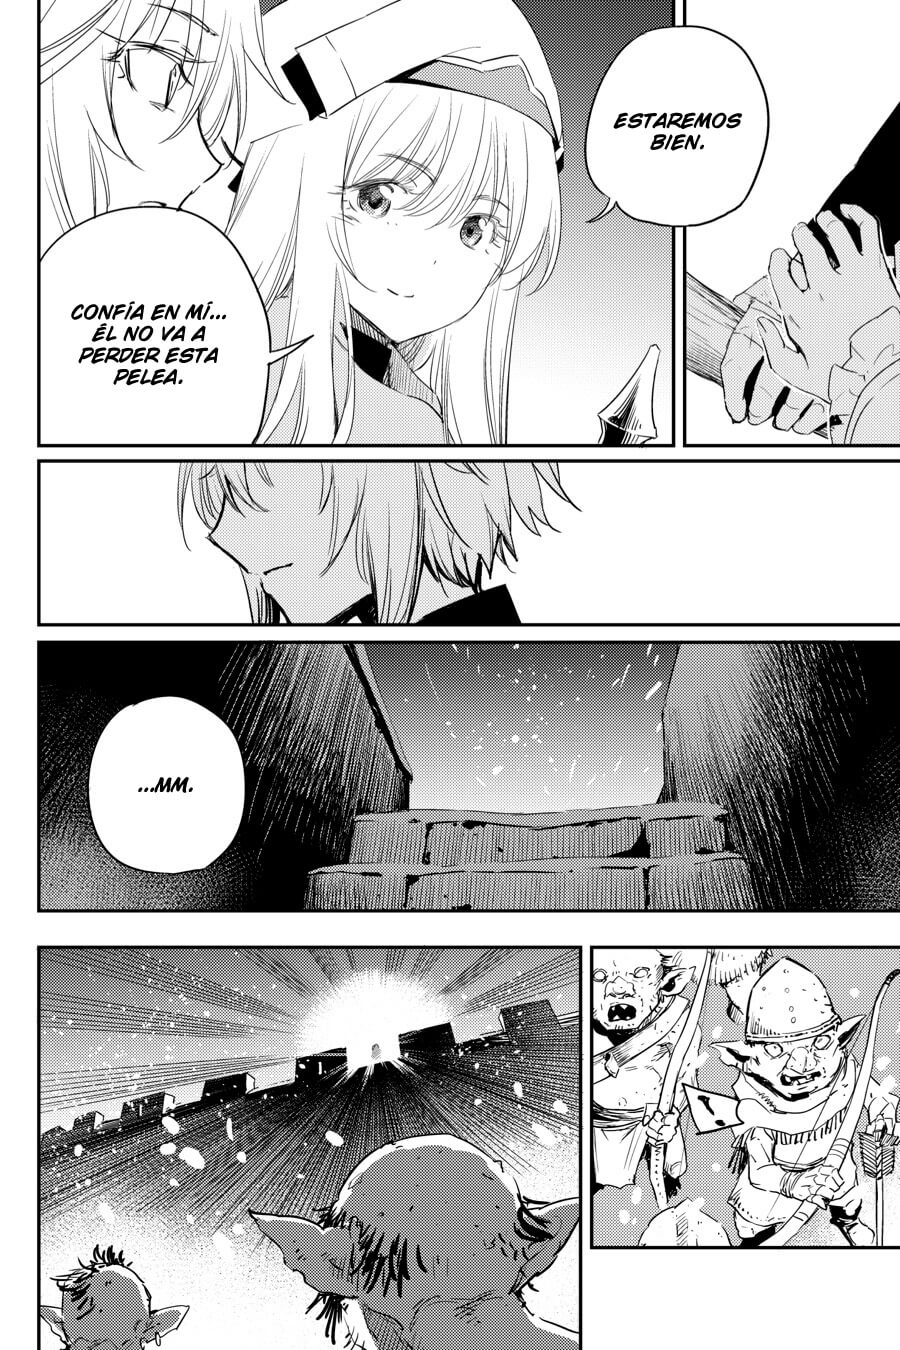 ESTAREMOS
BIEN.
CONFÍA EN MÍ...
ÉL NO VA A
PERDER ESTA
PELEA.
...MM.